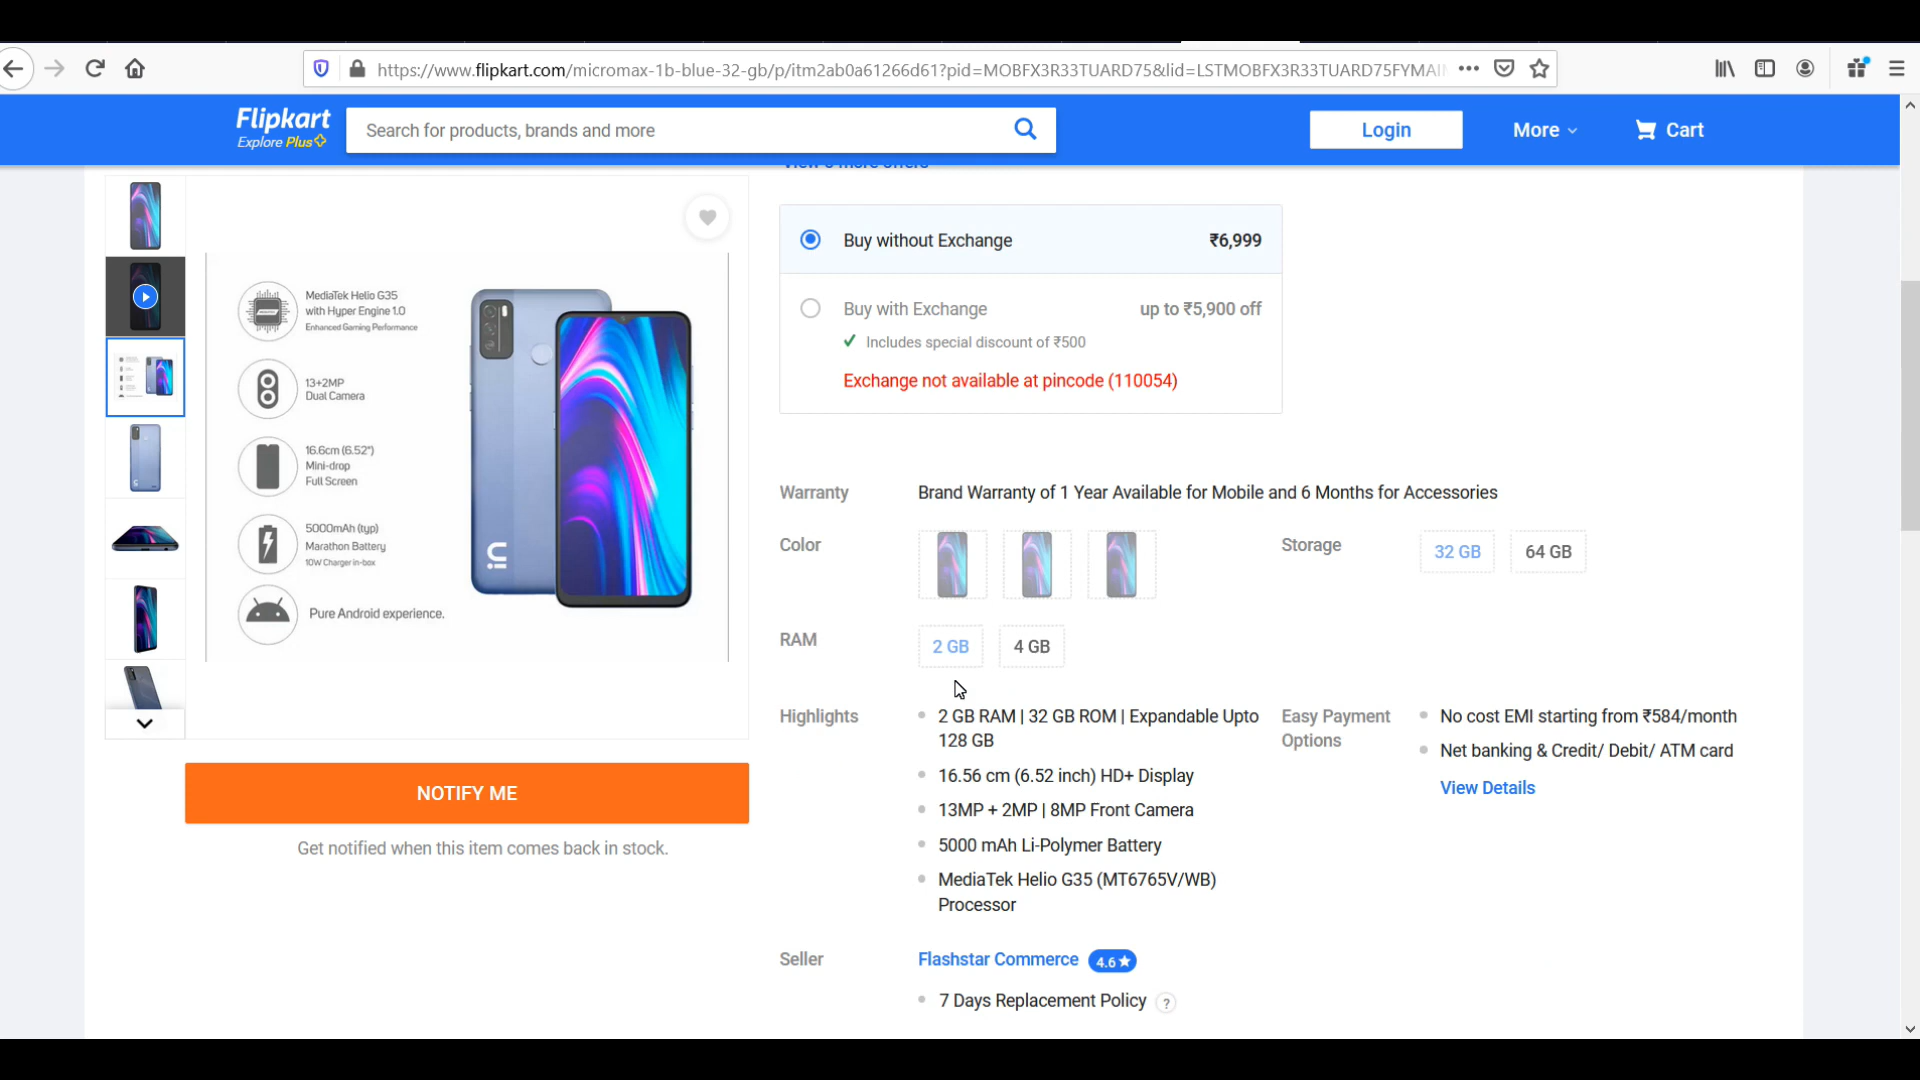 https://www.flipkart.com/micromax-1b-blue-32-gb/p/itm2ab0a61266d61?pid=MOBFX3R33TUARD75&lid=LSTMOBFX3R33TUARD75FYMAI
Flipkart
Explore Plus
Search for products, brands and more
Login
More
Cart
View 8 more offers
MediaTek Helio G35
with Hyper Engine 1.0
Enhanced Gaming Performance
13+2MP
Dual Camera
16.6cm (6.52")
Mini-drop
Full Screen
5000mAh (typ)
Marathon Battery
10W Charger in-box
Pure Android experience.
NOTIFY ME
Get notified when this item comes back in stock.
Buy without Exchange ₹6,999
Buy with Exchange up to ₹5,900 off
Includes special discount of ₹500
Exchange not available at pincode (110054)
Warranty Brand Warranty of 1 Year Available for Mobile and 6 Months for Accessories
Color
Storage 32 GB 64 GB
RAM 2 GB 4 GB
Highlights
2 GB RAM | 32 GB ROM | Expandable Upto
128 GB
16.56 cm (6.52 inch) HD+ Display
13MP + 2MP | 8MP Front Camera
5000 mAh Li-Polymer Battery
MediaTek Helio G35 (MT6765V/WB)
Processor
Easy Payment
Options
No cost EMI starting from ₹584/month
Net banking & Credit/ Debit/ ATM card
View Details
Seller Flashstar Commerce 4.6★
7 Days Replacement Policy ?